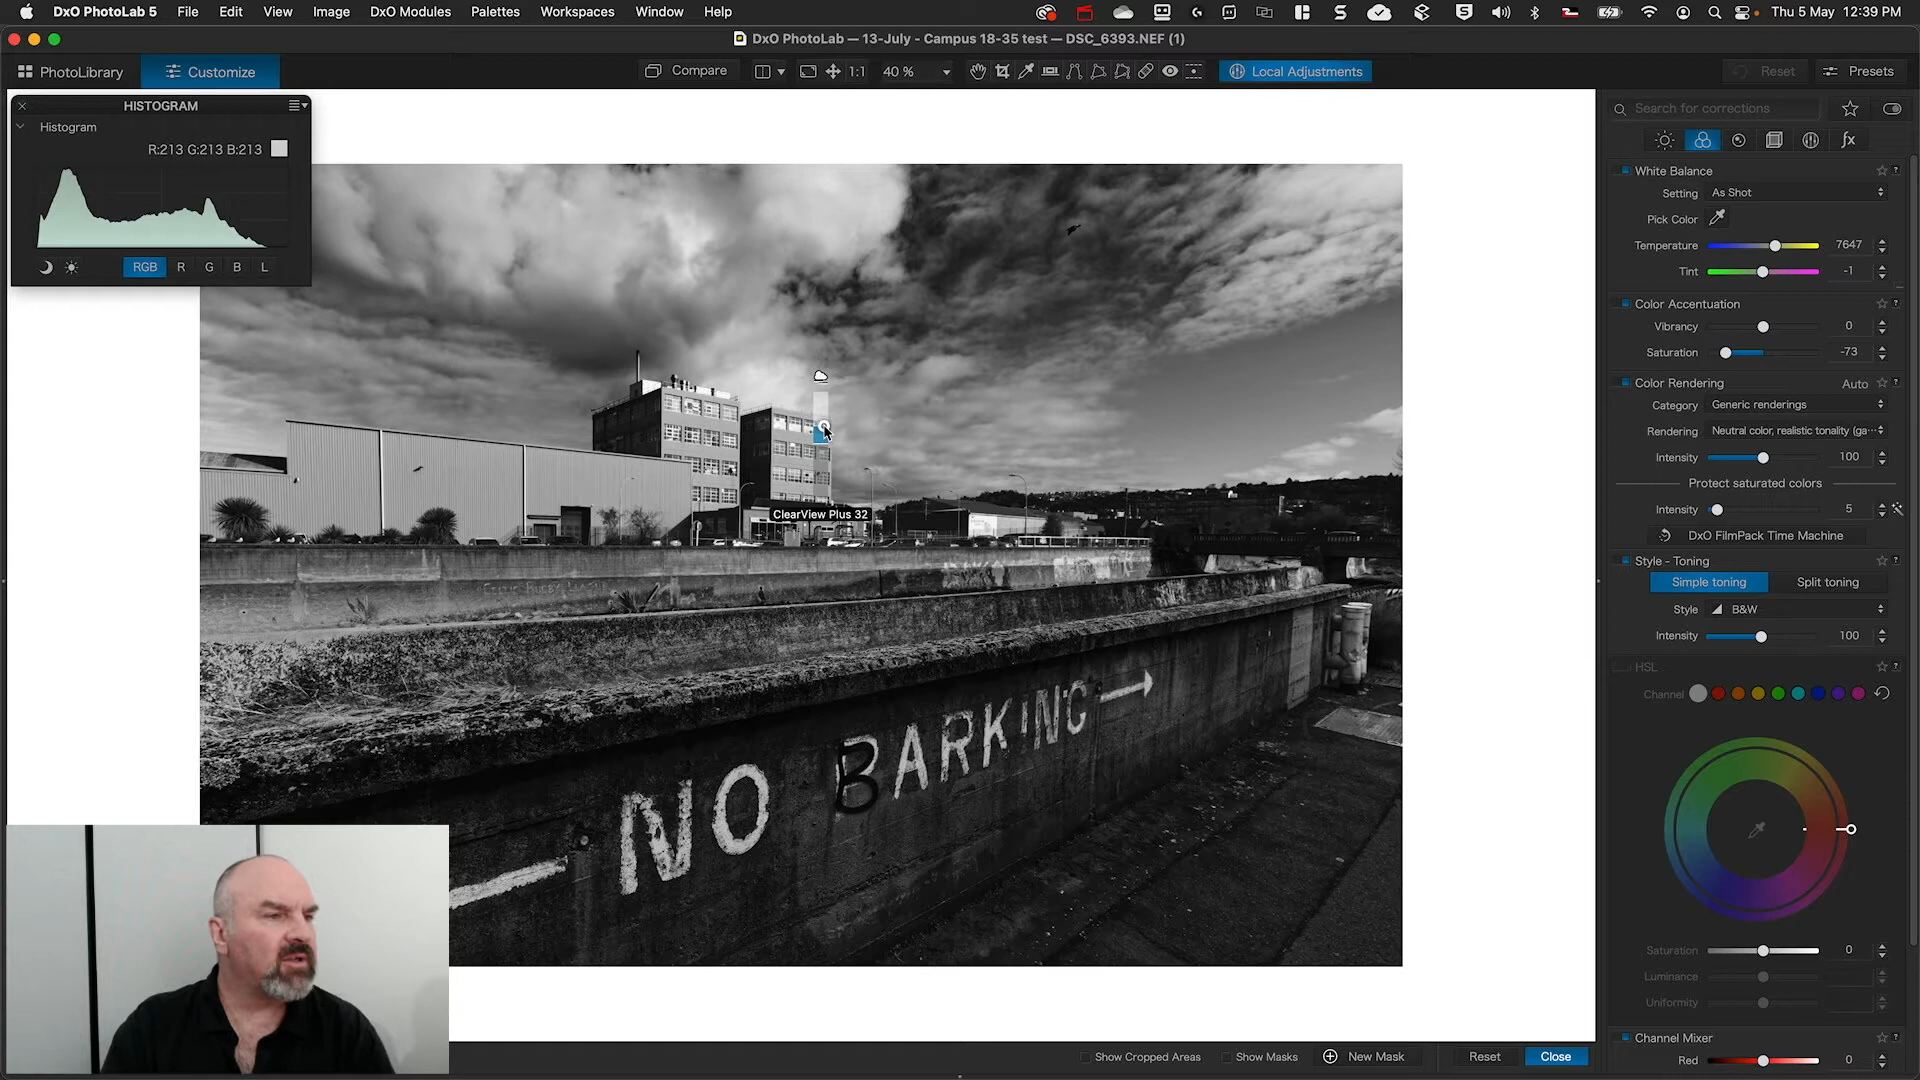 DxO PhotoLab 5 File Edit View Image DxO Modules Palettes Workspaces Window Help Thu 5 May 12:39 PM
DxO PhotoLab — 13-July - Campus 18-35 test — DSC_6393.NEF (1)
PhotoLibrary Customize Compare 1:1 40 % Local Adjustments Reset Presets
HISTOGRAM
Histogram
R:213 G:213 B:213
RGB R G B L
ClearView Plus 32
NO BARKING
Search for corrections
fx
White Balance
Setting As Shot
Pick Color
Temperature 7647
Tint -1
Color Accentuation
Vibrancy 0
Saturation -73
Color Rendering Auto
Category Generic renderings
Rendering Neutral color, realistic tonality (ga···
Intensity 100
Protect saturated colors
Intensity 5
DxO FilmPack Time Machine
Style - Toning
Simple toning Split toning
Style B&W
Intensity 100
HSL
Channel
Saturation 0
Luminance
Uniformity
Channel Mixer
Red 0
Show Cropped Areas Show Masks New Mask Reset Close